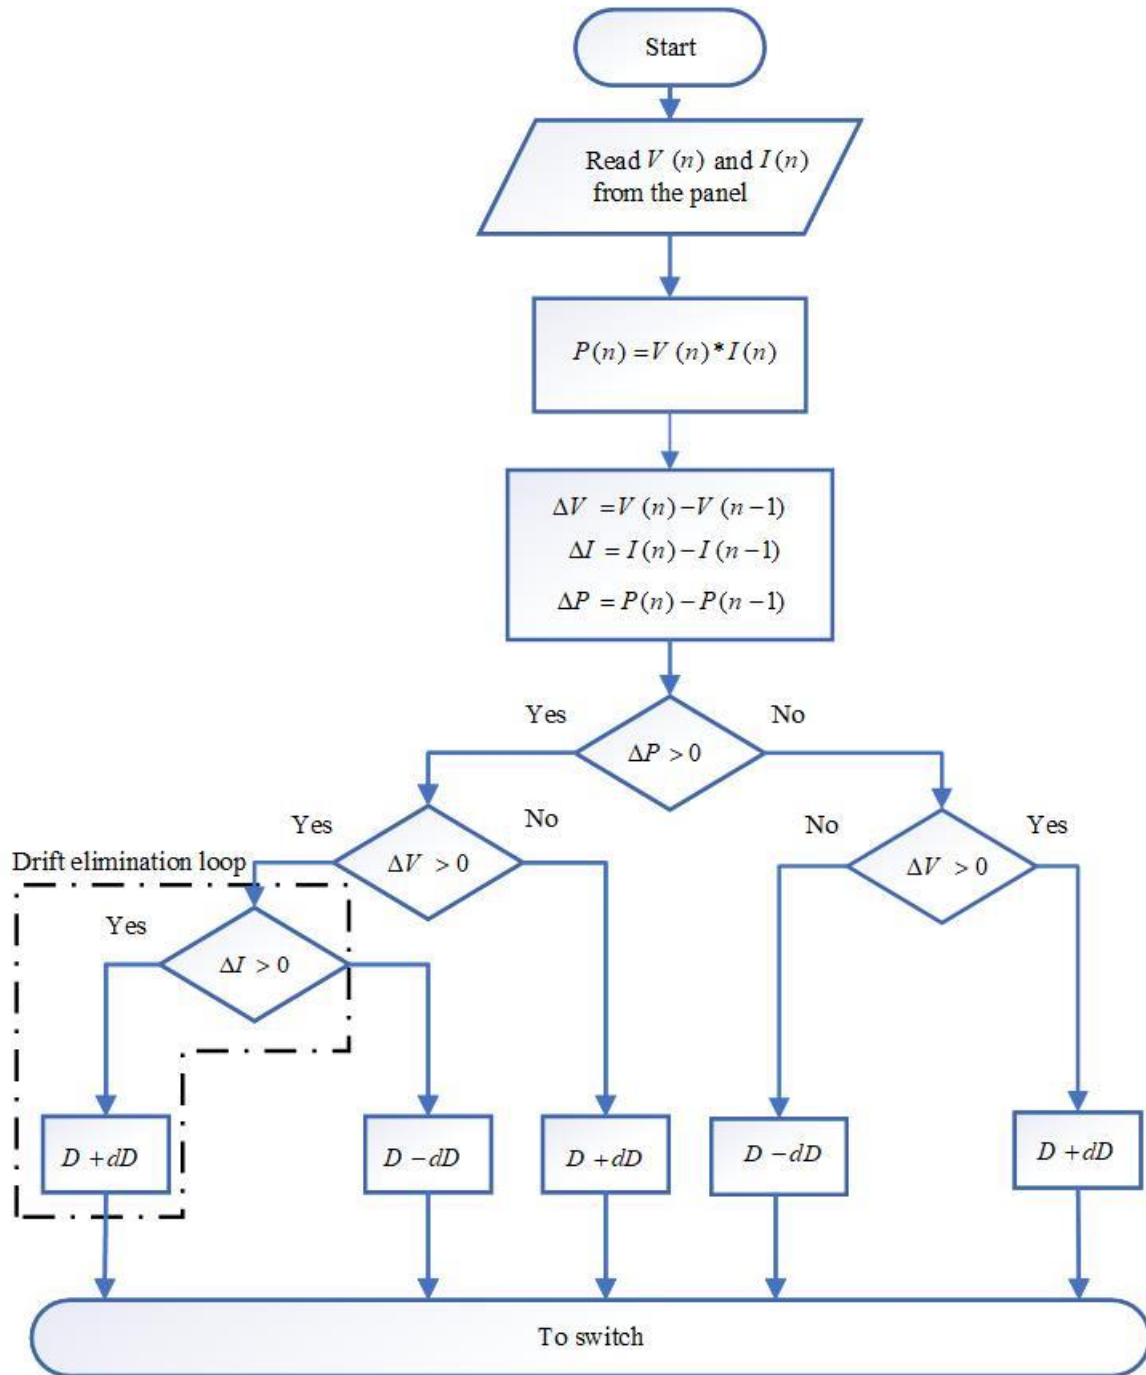 Start
Read V (n) and I (n)
from the panel
P(n) = V (n) * I (n)
ΔV = V (n) − V (n − 1)
ΔI = I (n) − I (n − 1)
ΔP = P(n) − P(n − 1)
Yes
No
ΔP > 0
Yes
No
ΔV > 0
No
Yes
ΔV > 0
Drift elimination loop
Yes
ΔI > 0
D + dD
D − dD
D + dD
D − dD
D + dD
To switch